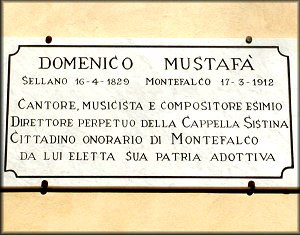 DOMENICO MUSTAFÀ
SELLANO 16-4-1829 MONTEFALCO 17-3-1912
CANTORE, MUSICISTA E COMPOSITORE ESIMIO
DIRETTORE PERPETUO DELLA CAPPELLA SISTINA
CITTADINO ONORARIO DI MONTEFALCO
DA LUI ELETTA SUA PATRIA ADOTTIVA